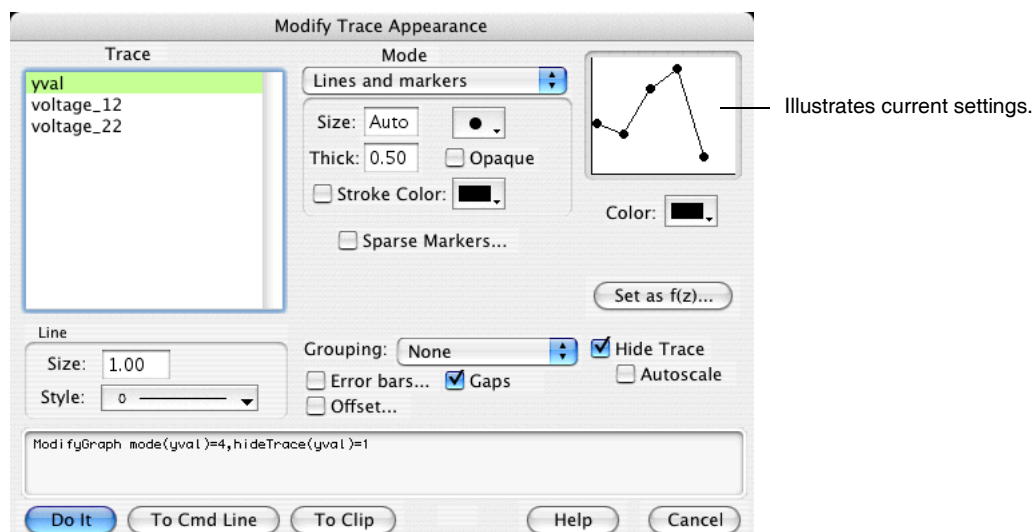 Modify Trace Appearance
Trace
yval
voltage_12
voltage_22
Mode
Lines and markers
Size: Auto
Thick: 0.50 Opaque
Stroke Color:
Sparse Markers...
Illustrates current settings.
Color:
Set as f(z)...
Line
Size: 1.00
Style: 0
Grouping: None
Hide Trace
Error bars... Gaps
Autoscale
Offset...
ModifyGraph mode(yval)=4,hideTrace(yval)=1
Do It To Cmd Line To Clip Help Cancel